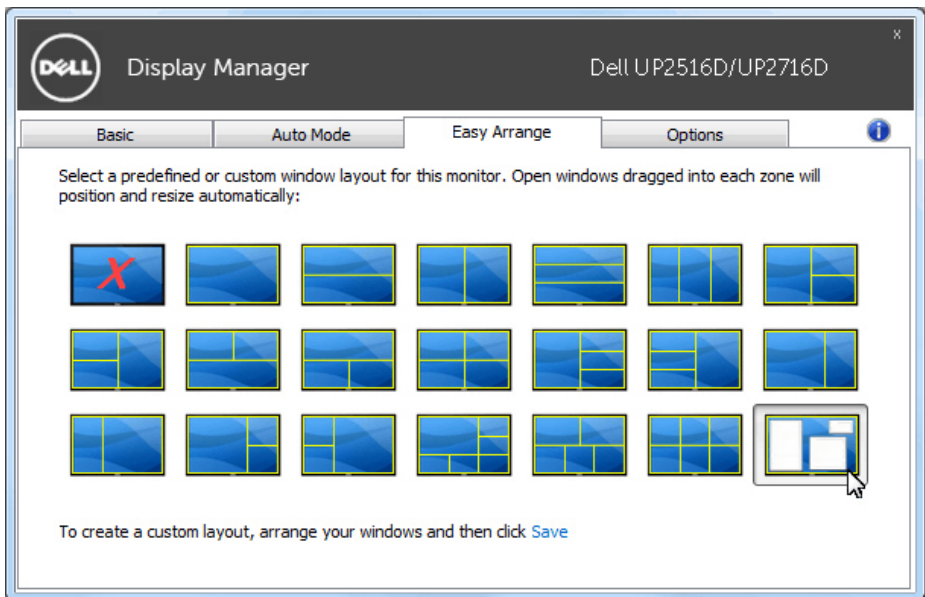 DELL
Display Manager
Dell UP2516D/UP2716D
x
Basic
Auto Mode
Easy Arrange
Options
i
Select a predefined or custom window layout for this monitor. Open windows dragged into each zone will
position and resize automatically:
X
To create a custom layout, arrange your windows and then click Save